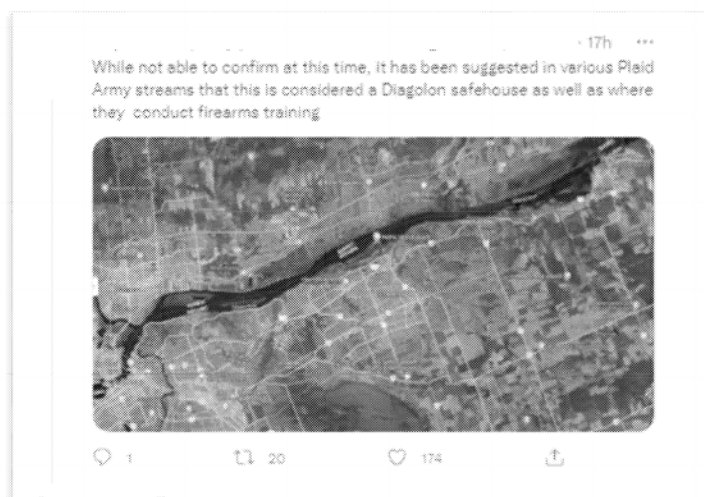 · 17h ···
While not able to confirm at this time, it has been suggested in various Plaid
Army streams that this is considered a Diagolon safehouse as well as where
they conduct firearms training
1 20 174